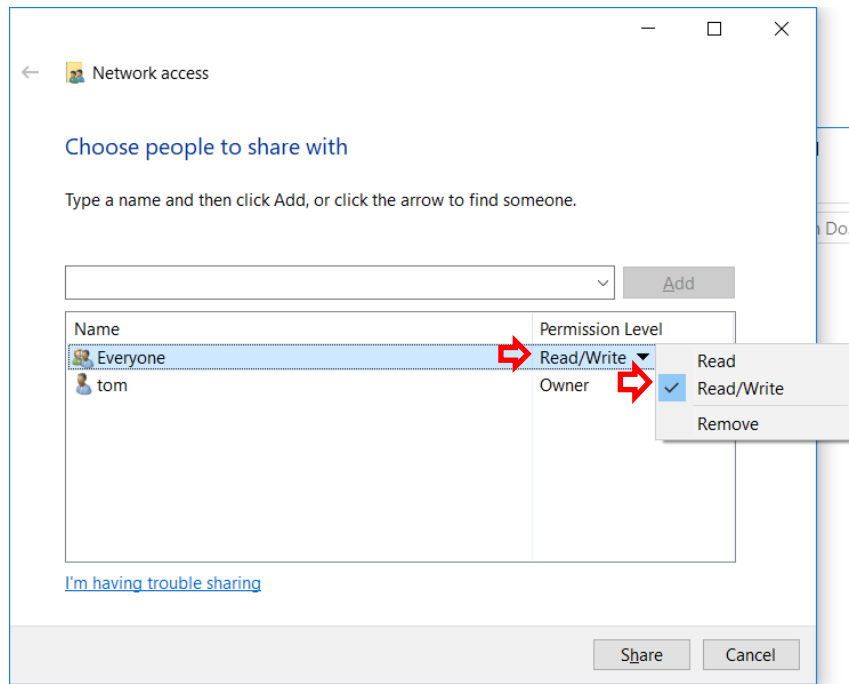 Network access
Choose people to share with
Type a name and then click Add, or click the arrow to find someone.
Add
Name Permission Level
Everyone Read/Write
tom Owner
Read
Read/Write
Remove
I'm having trouble sharing
Share Cancel
Do